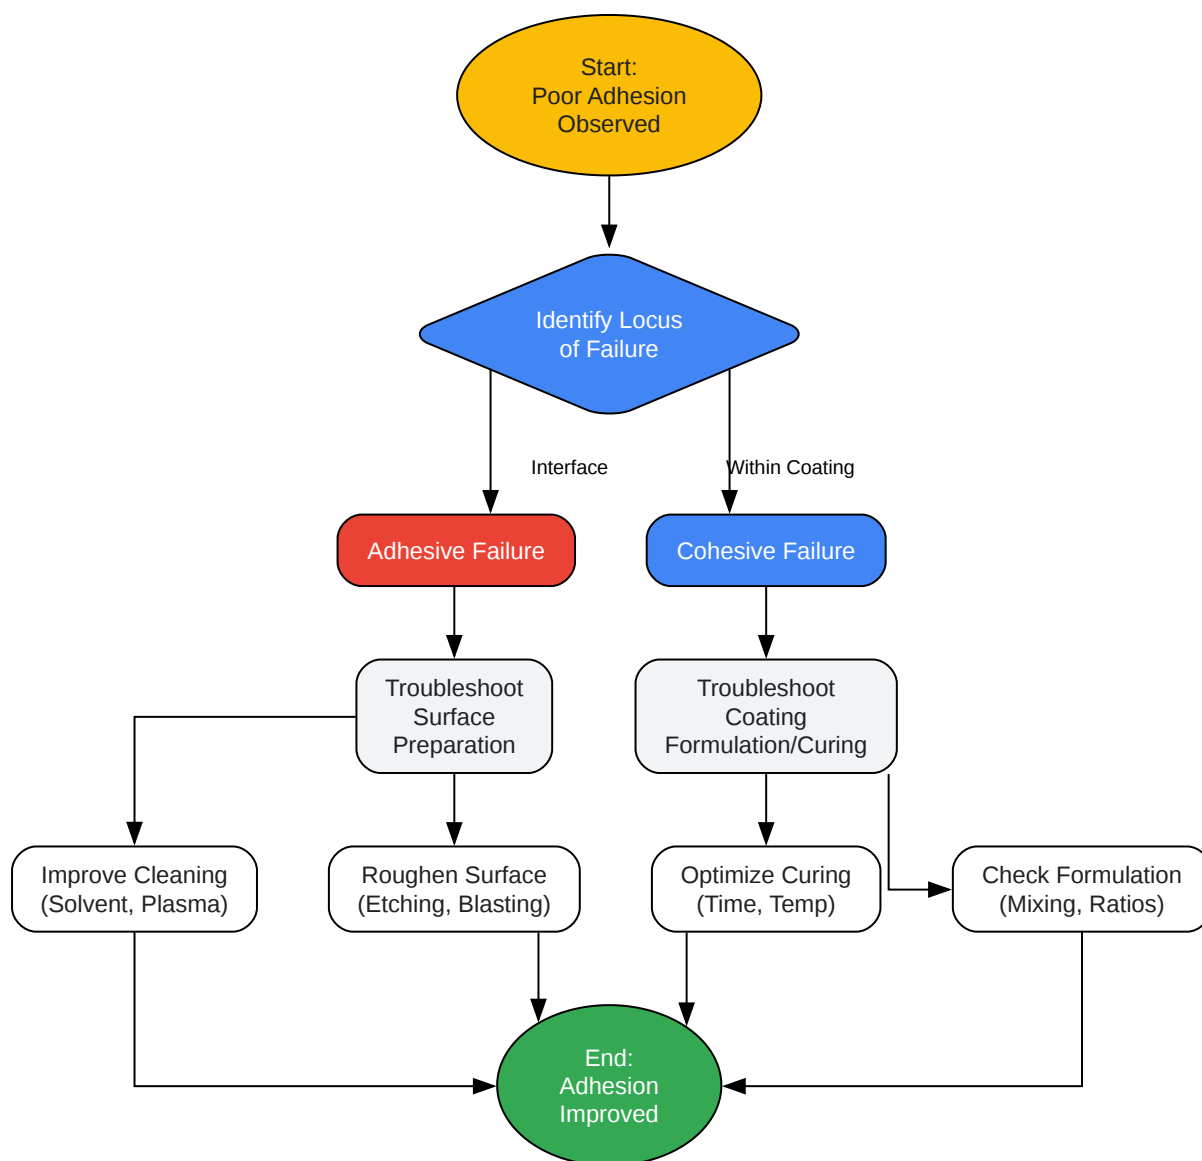 Start:
Poor Adhesion
Observed
Identify Locus
of Failure
Interface
Within Coating
Adhesive Failure
Cohesive Failure
Troubleshoot
Surface
Preparation
Troubleshoot
Coating
Formulation/Curing
Improve Cleaning
(Solvent, Plasma)
Roughen Surface
(Etching, Blasting)
Optimize Curing
(Time, Temp)
Check Formulation
(Mixing, Ratios)
End:
Adhesion
Improved